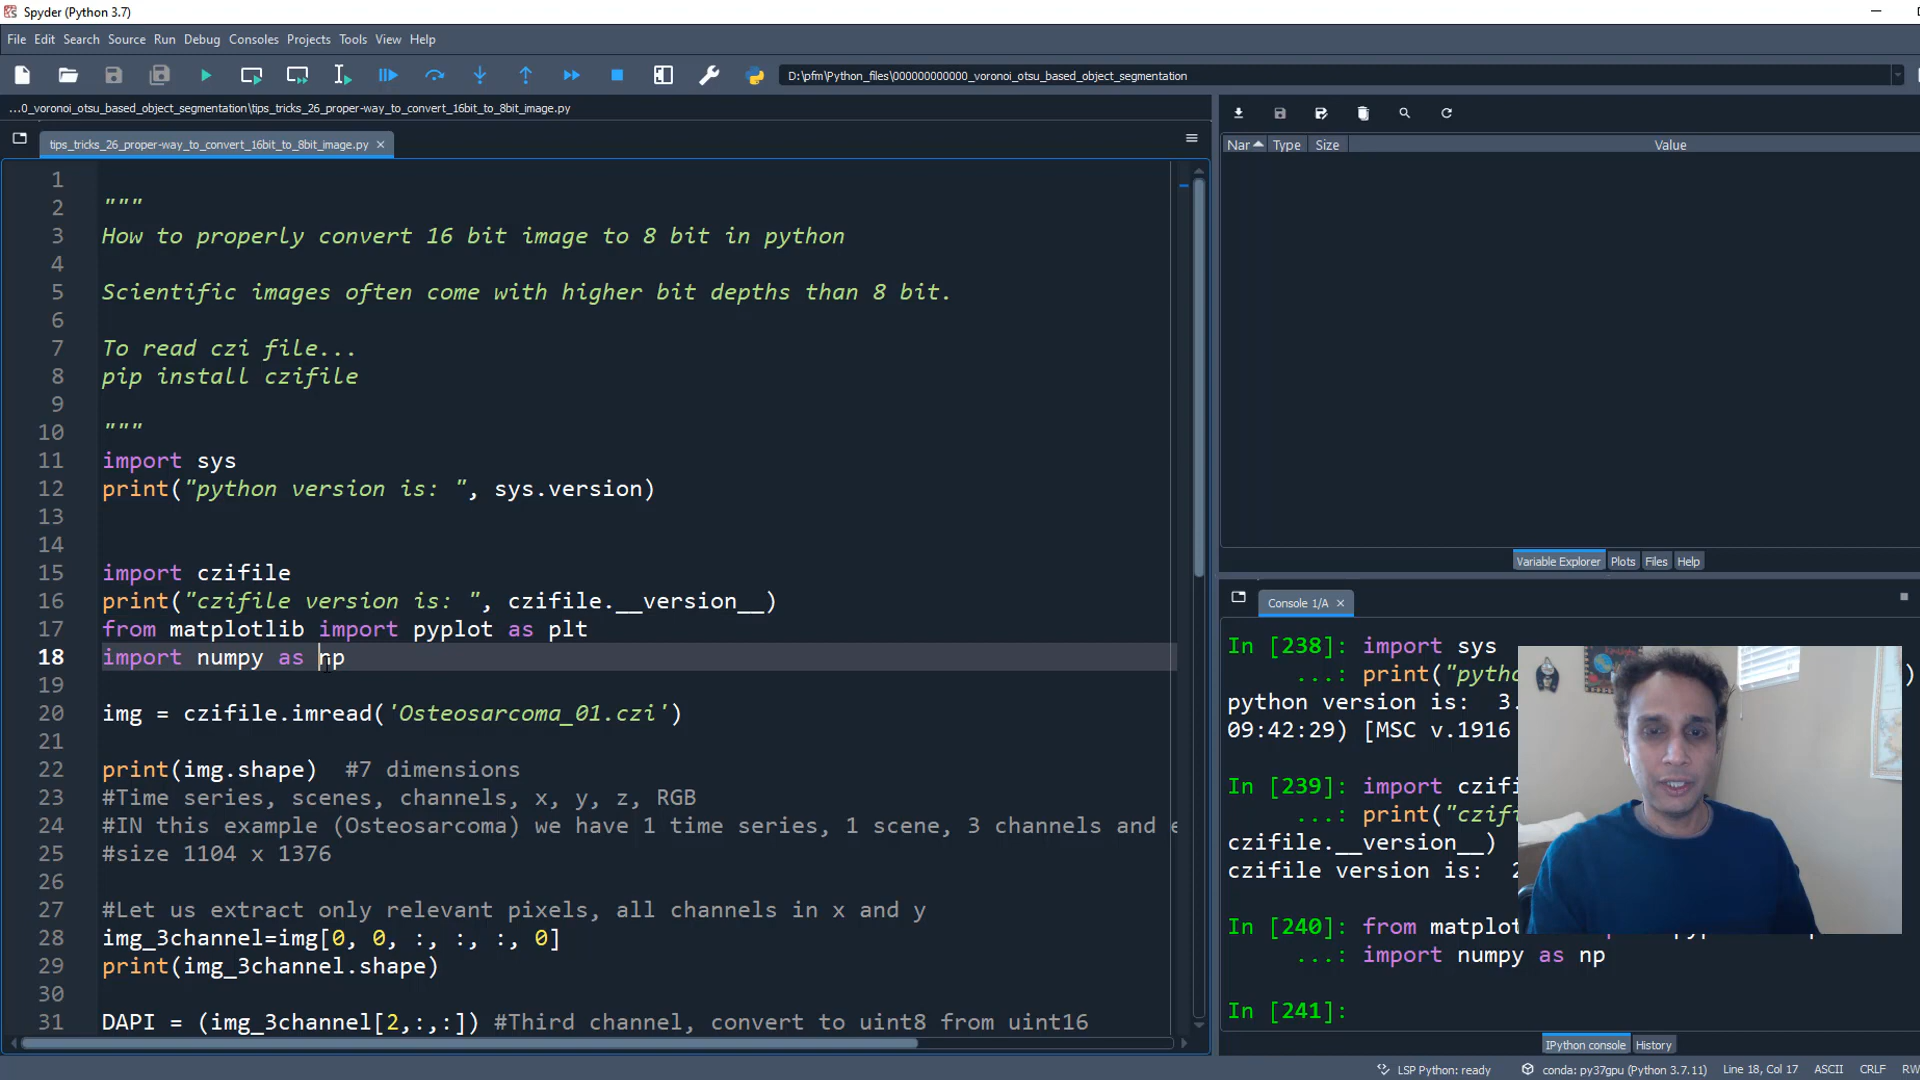 Spyder (Python 3.7)
File Edit Search Source Run Debug Consoles Projects Tools View Help
D:\pfm\Python_files\000000000000_voronoi_otsu_based_object_segmentation
...0_voronoi_otsu_based_object_segmentation\tips_tricks_26_proper-way_to_convert_16bit_to_8bit_image.py
tips_tricks_26_proper-way_to_convert_16bit_to_8bit_image.py
1
2 """
3 How to properly convert 16 bit image to 8 bit in python
4
5 Scientific images often come with higher bit depths than 8 bit.
6
7 To read czi file...
8 pip install czifile
9
10 """
11 import sys
12 print("python version is: ", sys.version)
13
14
15 import czifile
16 print("czifile version is: ", czifile.__version__)
17 from matplotlib import pyplot as plt
18 import numpy as np
19
20 img = czifile.imread('Osteosarcoma_01.czi')
21
22 print(img.shape)  #7 dimensions
23 #Time series, scenes, channels, x, y, z, RGB
24 #IN this example (Osteosarcoma) we have 1 time series, 1 scene, 3 channels and e
25 #size 1104 x 1376
26
27 #Let us extract only relevant pixels, all channels in x and y
28 img_3channel=img[0, 0, :, :, :, 0]
29 print(img_3channel.shape)
30
31 DAPI = (img_3channel[2,:,:]) #Third channel, convert to uint8 from uint16
Nar Type Size Value
Variable Explorer Plots Files Help
Console 1/A
In [238]: import sys
...: print("pytho )
python version is:  3.
09:42:29) [MSC v.1916
In [239]: import czif
...: print("czif
czifile.__version__)
czifile version is:  2
In [240]: from matplot
...: import numpy as np
In [241]:
IPython console History
LSP Python: ready conda: py37gpu (Python 3.7.11) Line 18, Col 17 ASCII CRLF RW